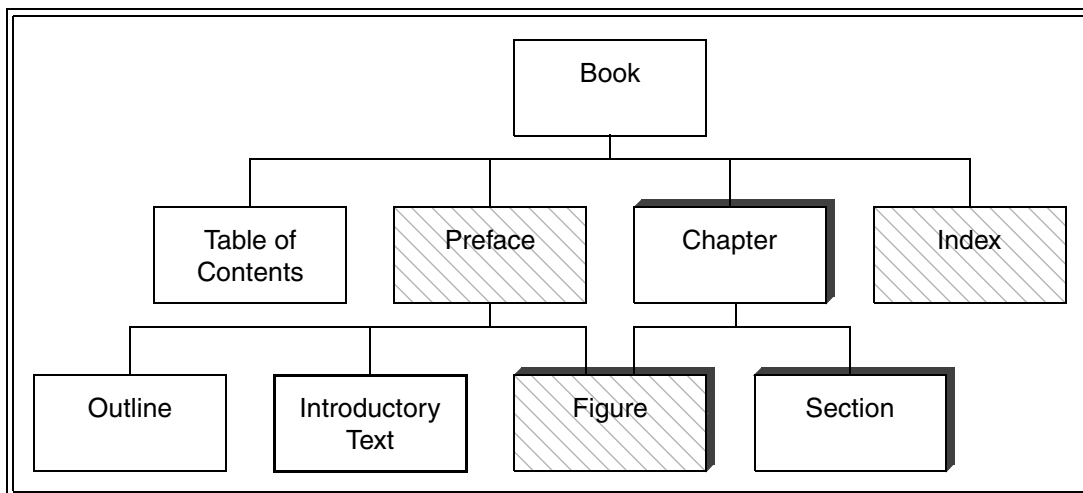 Book
Table of
Contents
Preface
Chapter
Index
Outline
Introductory
Text
Figure
Section